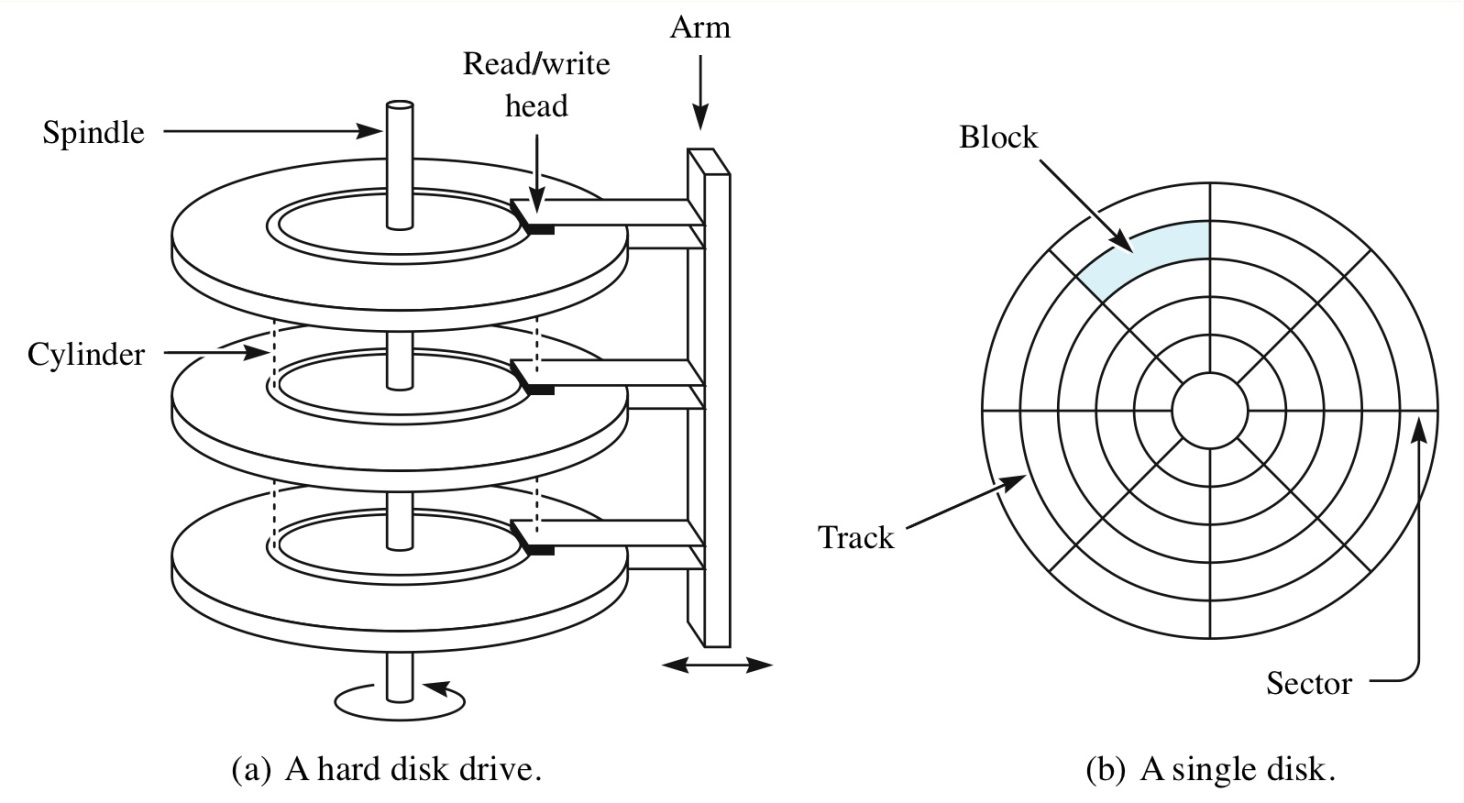 Arm
Read/write
head
Spindle
Cylinder
(a) A hard disk drive.
Block
Track
Sector
(b) A single disk.